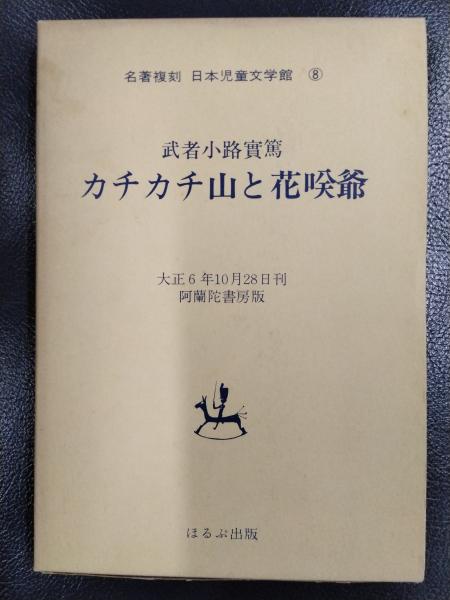 名著複刻 日本児童文学館 ⑧
武者小路實篤
カチカチ山と花咲爺
大正6年10月28日刊
阿蘭陀書房版
ほるぷ出版